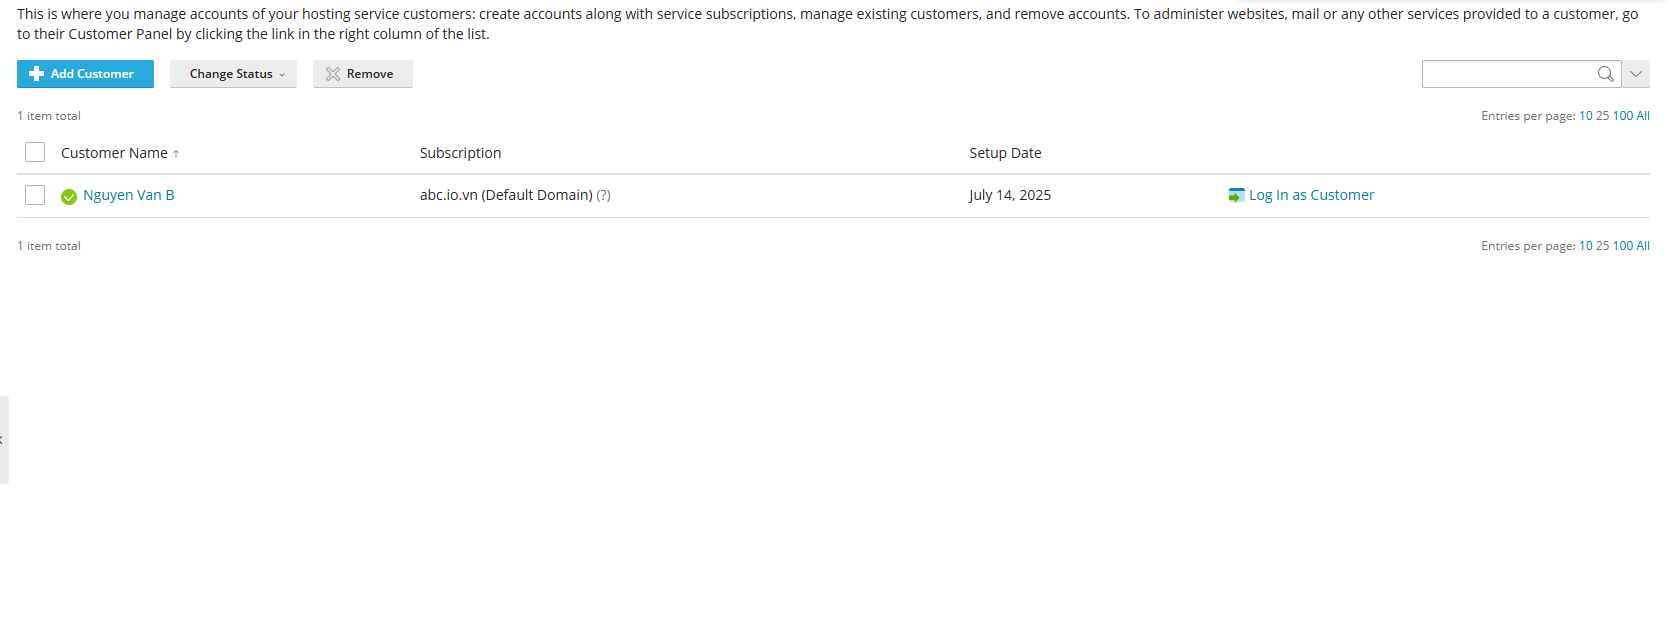 This is where you manage accounts of your hosting service customers: create accounts along with service subscriptions, manage existing customers, and remove accounts. To administer websites, mail or any other services provided to a customer, go
to their Customer Panel by clicking the link in the right column of the list.
Add Customer Change Status Remove
1 item total Entries per page: 10 25 100 All
Customer Name ↑ Subscription Setup Date
Nguyen Van B abc.io.vn (Default Domain) (?) July 14, 2025 Log In as Customer
1 item total Entries per page: 10 25 100 All